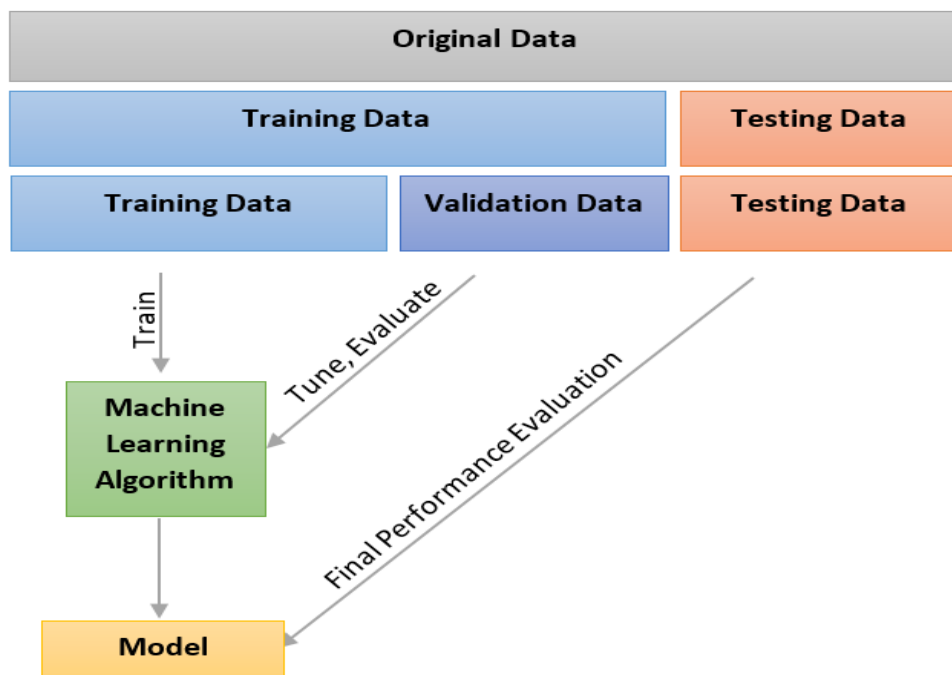 Original Data
Training Data
Testing Data
Training Data
Validation Data
Testing Data
Train
Tune, Evaluate
Final Performance Evaluation
Machine
Learning
Algorithm
Model